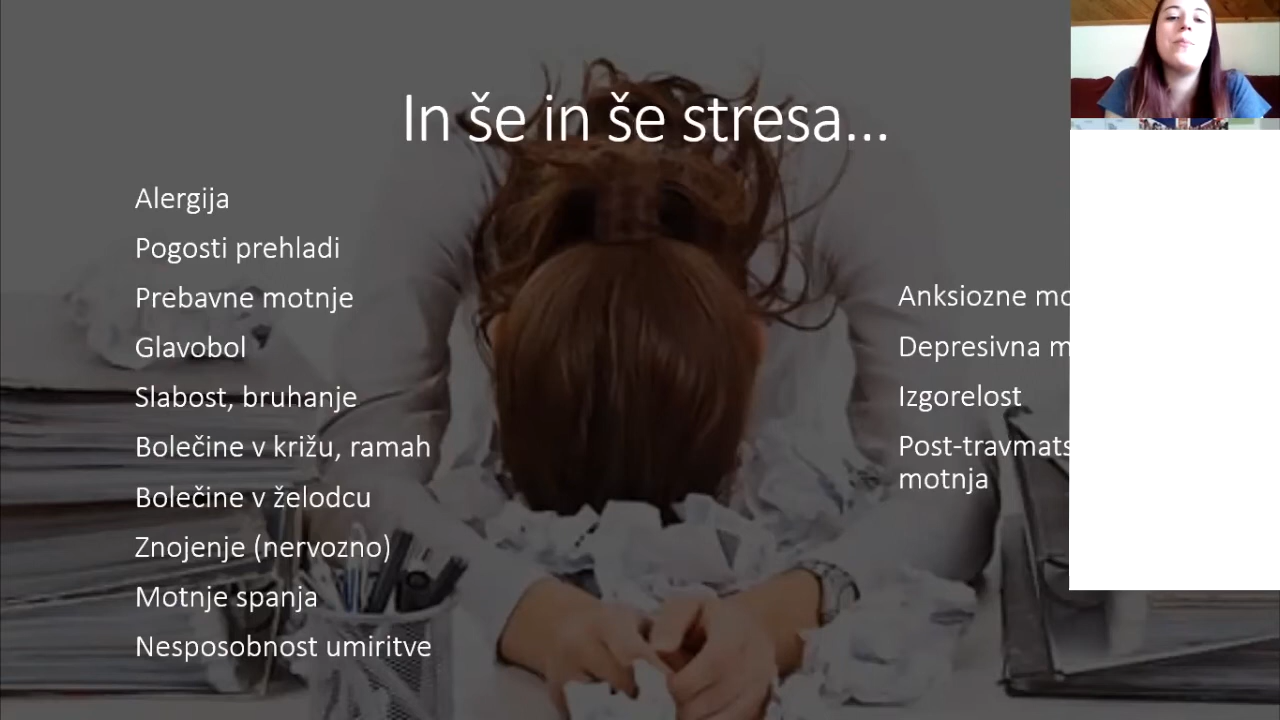 In še in še stresa...
Alergija
Pogosti prehladi
Prebavne motnje
Glavobol
Slabost, bruhanje
Bolečine v križu, ramah
Bolečine v želodcu
Znojenje (nervozno)
Motnje spanja
Nesposobnost umiritve
Anksiozne
Depresivna
Izgorelost
motnja